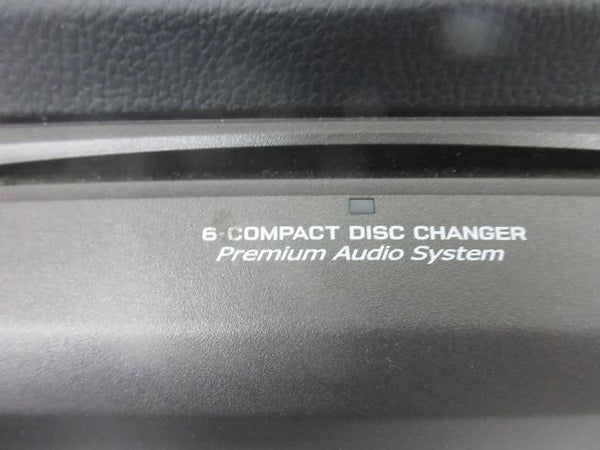 6-COMPACT DISC CHANGER
Premium Audio System